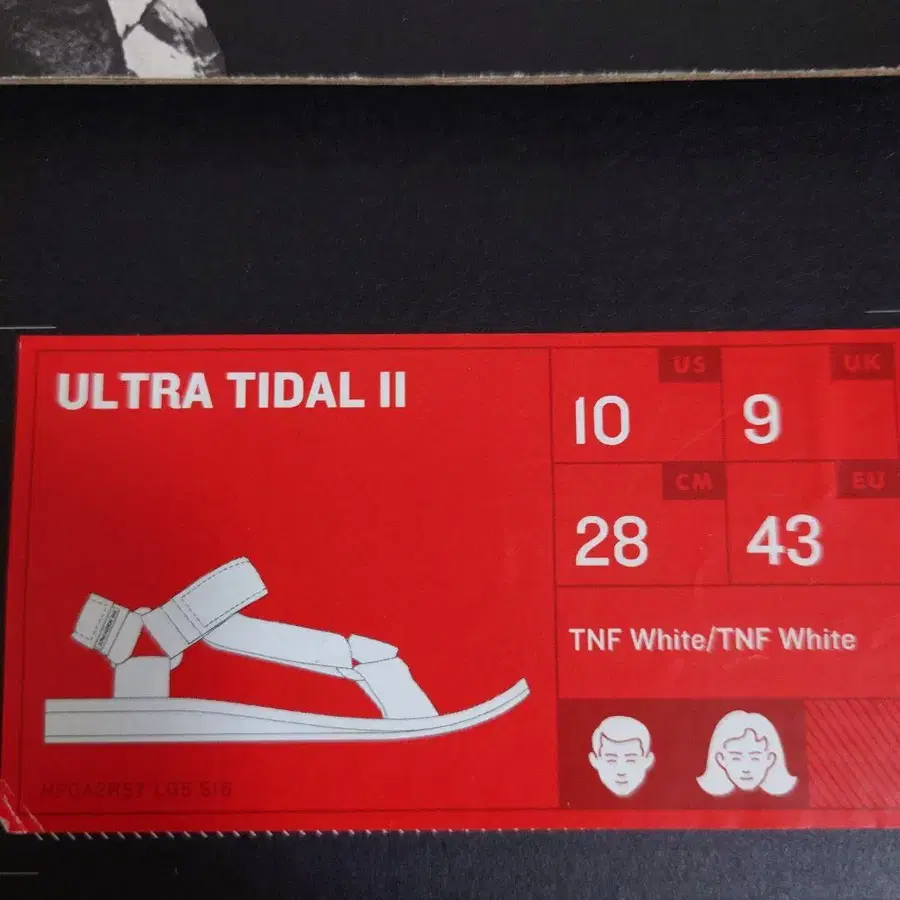 ULTRA TIDAL II
US
10
UK
9
CM
28
EU
43
TNF White/TNF White